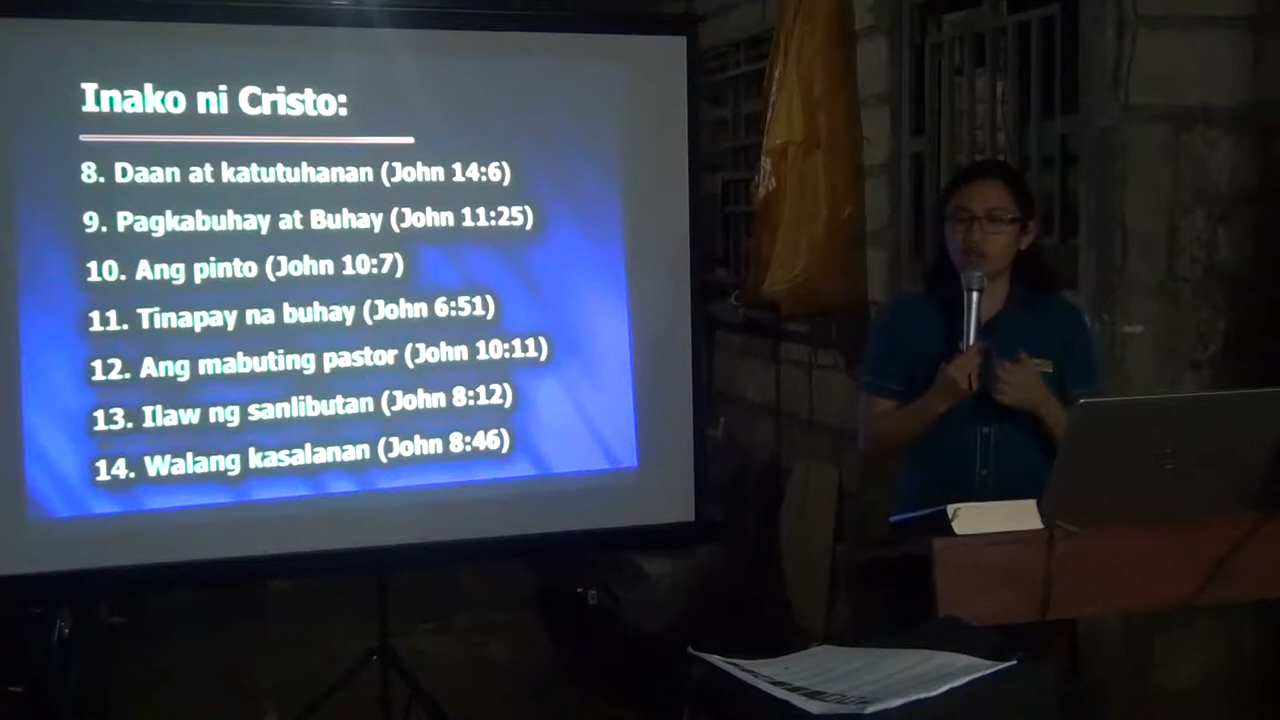 Inako ni Cristo:
8. Daan at katutuhanan (John 14:6)
9. Pagkabuhay at Buhay (John 11:25)
10. Ang pinto (John 10:7)
11. Tinapay na buhay (John 6:51)
12. Ang mabuting pastor (John 10:11)
13. Ilaw ng sanlibutan (John 8:12)
14. Walang kasalanan (John 8:46)